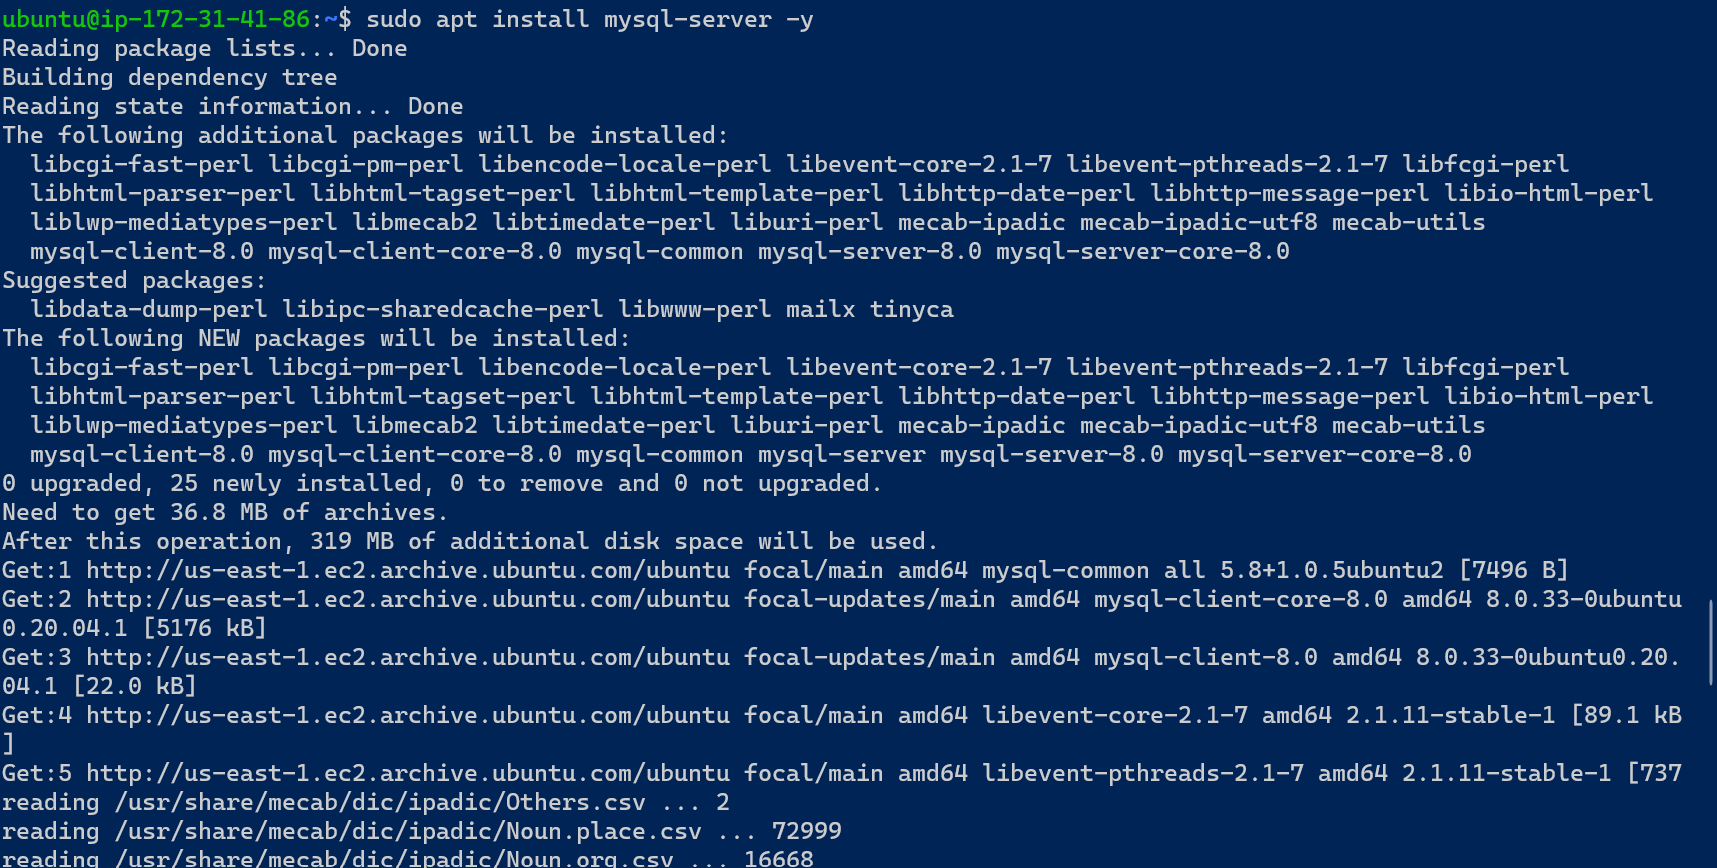 ubuntu@ip-172-31-41-86:~$ sudo apt install mysql-server -y
Reading package lists... Done
Building dependency tree
Reading state information... Done
The following additional packages will be installed:
  libcgi-fast-perl libcgi-pm-perl libencode-locale-perl libevent-core-2.1-7 libevent-pthreads-2.1-7 libfcgi-perl
  libhtml-parser-perl libhtml-tagset-perl libhtml-template-perl libhttp-date-perl libhttp-message-perl libio-html-perl
  liblwp-mediatypes-perl libmecab2 libtimedate-perl liburi-perl mecab-ipadic mecab-ipadic-utf8 mecab-utils
  mysql-client-8.0 mysql-client-core-8.0 mysql-common mysql-server-8.0 mysql-server-core-8.0
Suggested packages:
  libdata-dump-perl libipc-sharedcache-perl libwww-perl mailx tinyca
The following NEW packages will be installed:
  libcgi-fast-perl libcgi-pm-perl libencode-locale-perl libevent-core-2.1-7 libevent-pthreads-2.1-7 libfcgi-perl
  libhtml-parser-perl libhtml-tagset-perl libhtml-template-perl libhttp-date-perl libhttp-message-perl libio-html-perl
  liblwp-mediatypes-perl libmecab2 libtimedate-perl liburi-perl mecab-ipadic mecab-ipadic-utf8 mecab-utils
  mysql-client-8.0 mysql-client-core-8.0 mysql-common mysql-server mysql-server-8.0 mysql-server-core-8.0
0 upgraded, 25 newly installed, 0 to remove and 0 not upgraded.
Need to get 36.8 MB of archives.
After this operation, 319 MB of additional disk space will be used.
Get:1 http://us-east-1.ec2.archive.ubuntu.com/ubuntu focal/main amd64 mysql-common all 5.8+1.0.5ubuntu2 [7496 B]
Get:2 http://us-east-1.ec2.archive.ubuntu.com/ubuntu focal-updates/main amd64 mysql-client-core-8.0 amd64 8.0.33-0ubuntu
0.20.04.1 [5176 kB]
Get:3 http://us-east-1.ec2.archive.ubuntu.com/ubuntu focal-updates/main amd64 mysql-client-8.0 amd64 8.0.33-0ubuntu0.20.
04.1 [22.0 kB]
Get:4 http://us-east-1.ec2.archive.ubuntu.com/ubuntu focal/main amd64 libevent-core-2.1-7 amd64 2.1.11-stable-1 [89.1 kB
]
Get:5 http://us-east-1.ec2.archive.ubuntu.com/ubuntu focal/main amd64 libevent-pthreads-2.1-7 amd64 2.1.11-stable-1 [737
reading /usr/share/mecab/dic/ipadic/Others.csv ... 2
reading /usr/share/mecab/dic/ipadic/Noun.place.csv ... 72999
reading /usr/share/mecab/dic/ipadic/Noun.org.csv ... 16668